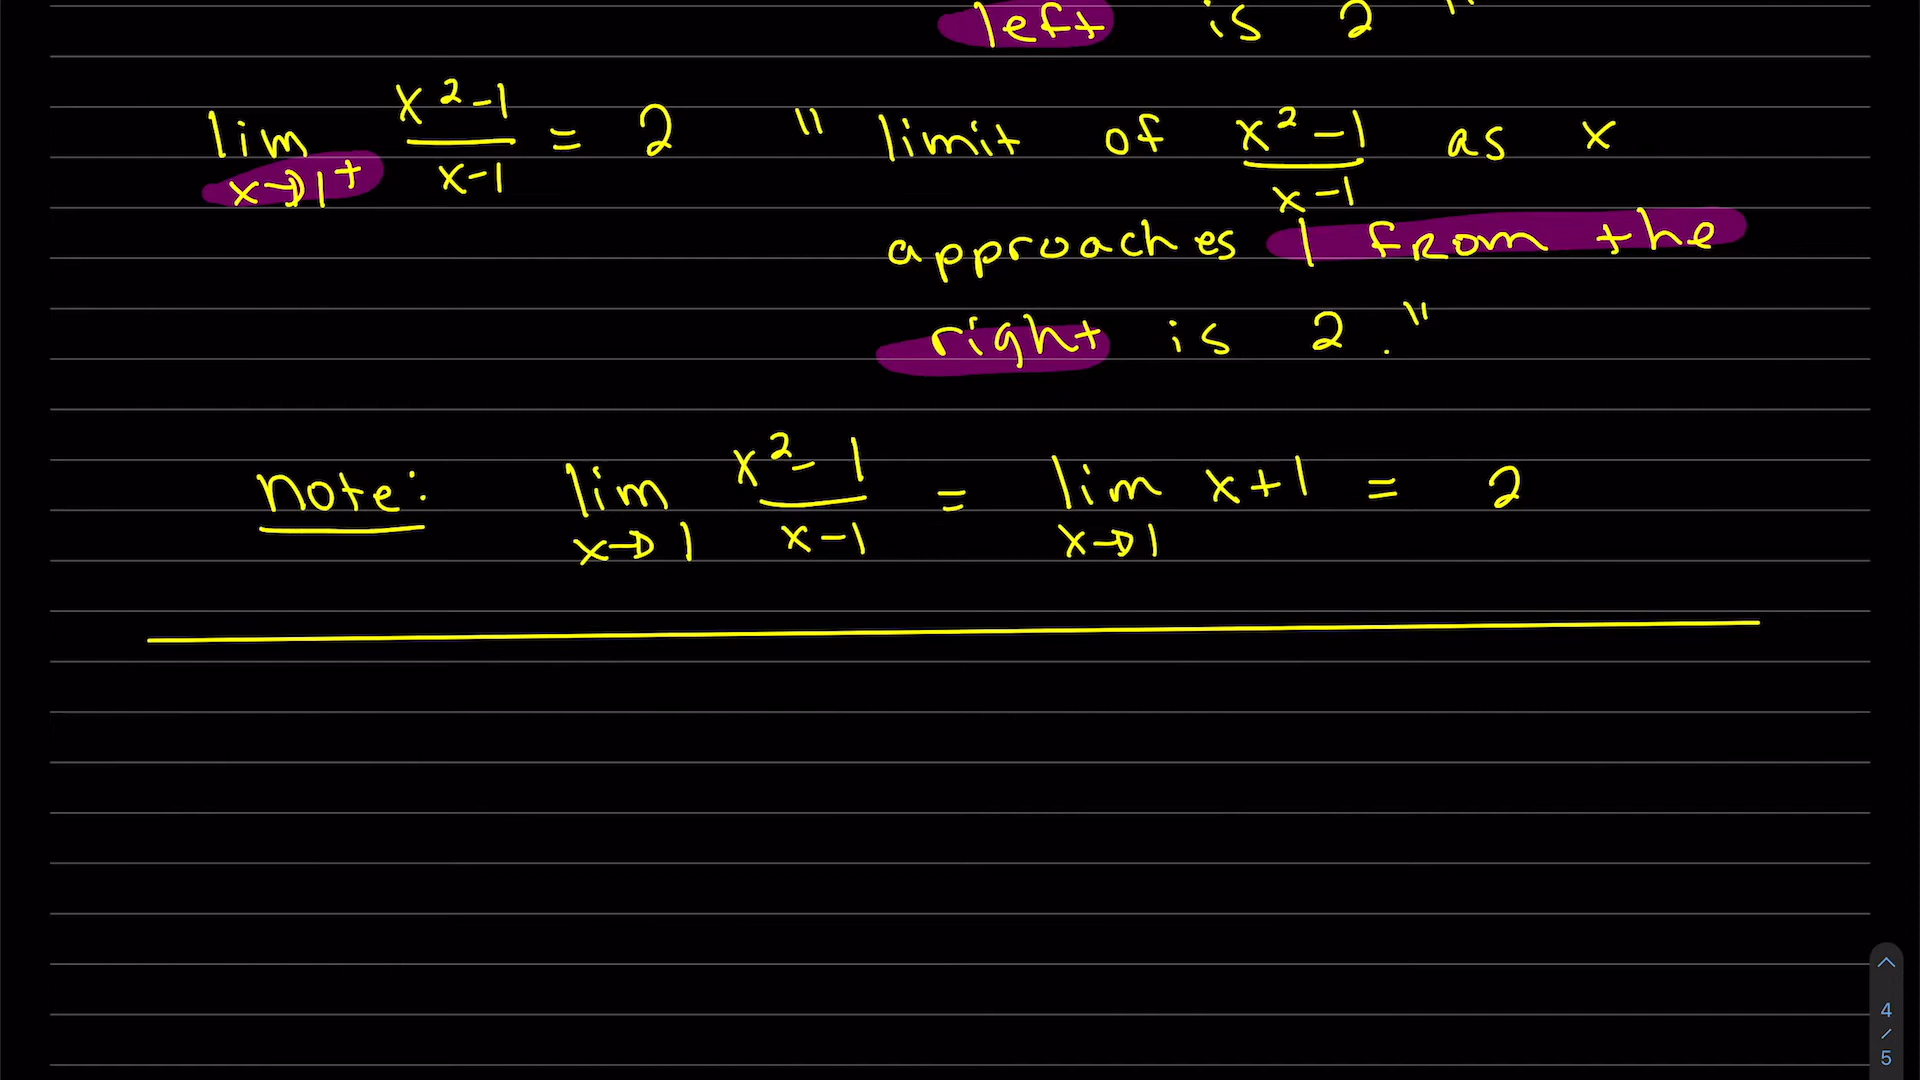 left is 2 "
lim x→1⁺ (x²-1)/(x-1) = 2 " limit of (x²-1)/(x-1) as x
approaches 1 from the
right is 2."
note: lim x→1 (x²-1)/(x-1) = lim x→1 x+1 = 2
4
/
5